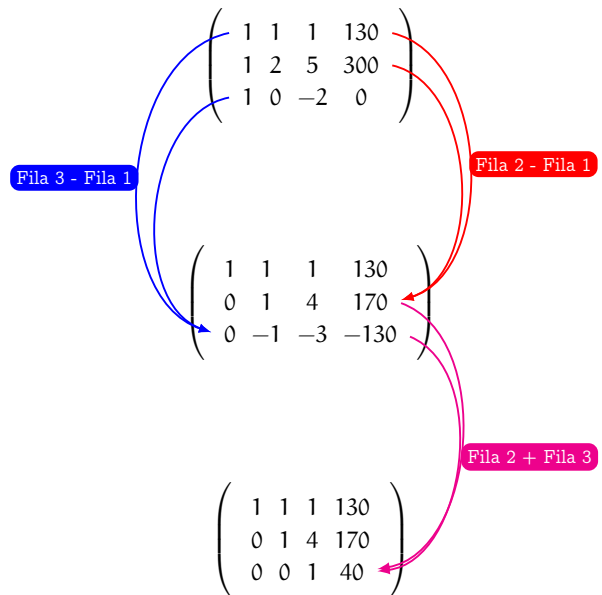 1 1 1 130
1 2 5 300
1 0 −2 0
Fila 3 - Fila 1
Fila 2 - Fila 1
1 1 1 130
0 1 4 170
0 −1 −3 −130
Fila 2 + Fila 3
1 1 1 130
0 1 4 170
0 0 1 40